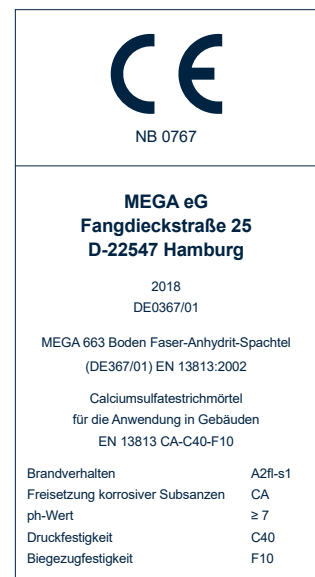 CE
NB 0767
MEGA eG
Fangdieckstraße 25
D-22547 Hamburg
2018
DE0367/01
MEGA 663 Boden Faser-Anhydrit-Spachtel
(DE367/01) EN 13813:2002
Calciumsulfatestrichmörtel
für die Anwendung in Gebäuden
EN 13813 CA-C40-F10
Brandverhalten A2fl-s1
Freisetzung korrosiver Subsanzen CA
ph-Wert ≥ 7
Druckfestigkeit C40
Biegezugfestigkeit F10